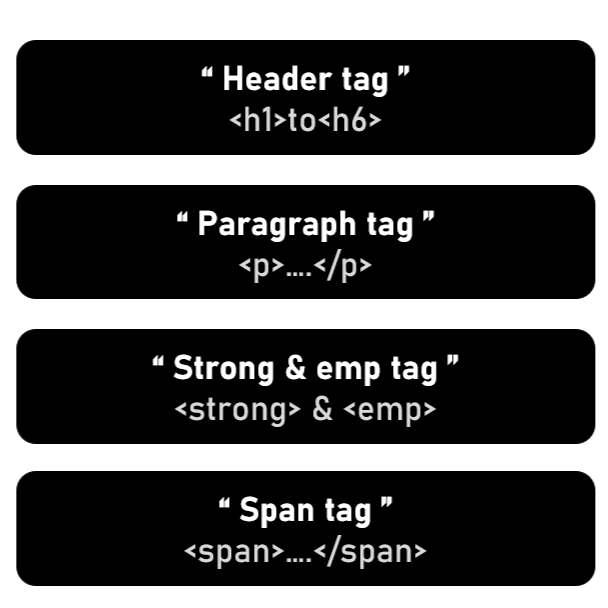 “ Header tag ”
<h1>to<h6>
“ Paragraph tag ”
<p>....</p>
“ Strong & emp tag ”
<strong> & <emp>
“ Span tag ”
<span>....</span>